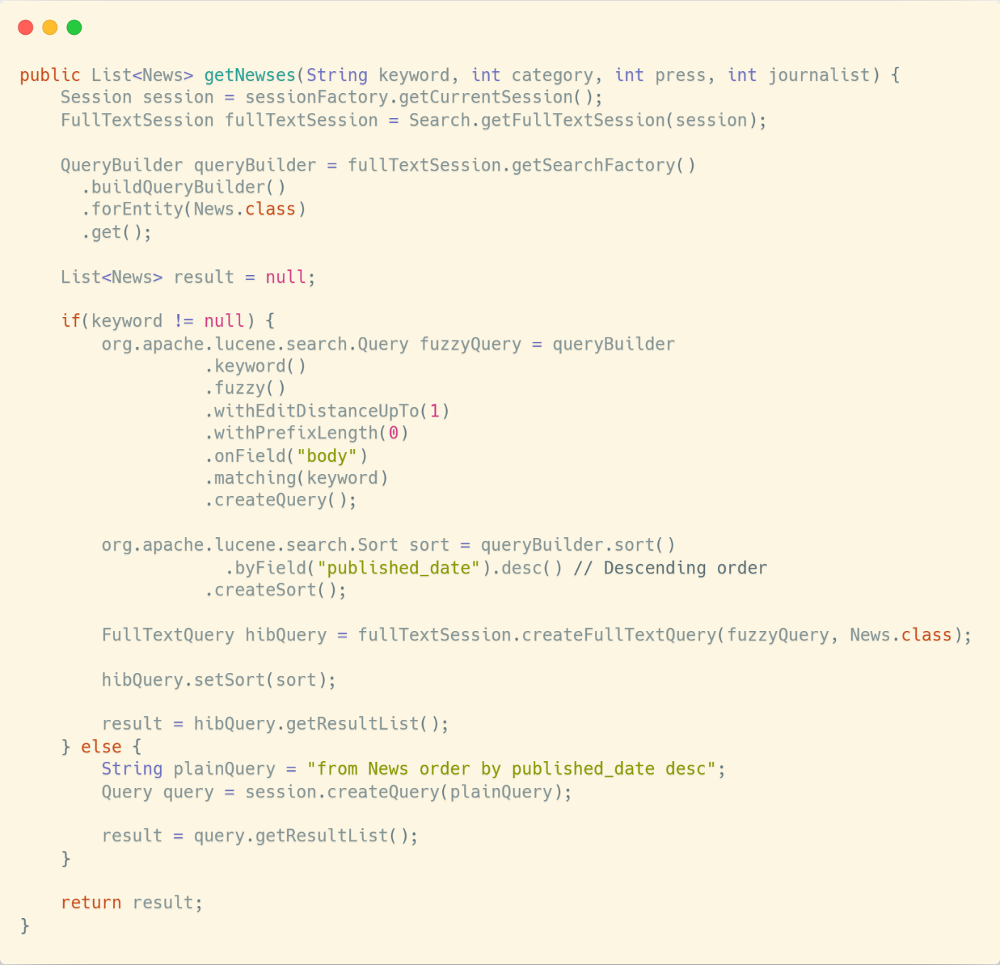 public List<News> getNewses(String keyword, int category, int press, int journalist) {
    Session session = sessionFactory.getCurrentSession();
    FullTextSession fullTextSession = Search.getFullTextSession(session);

    QueryBuilder queryBuilder = fullTextSession.getSearchFactory()
      .buildQueryBuilder()
      .forEntity(News.class)
      .get();

    List<News> result = null;

    if(keyword != null) {
        org.apache.lucene.search.Query fuzzyQuery = queryBuilder
                  .keyword()
                  .fuzzy()
                  .withEditDistanceUpTo(1)
                  .withPrefixLength(0)
                  .onField("body")
                  .matching(keyword)
                  .createQuery();

        org.apache.lucene.search.Sort sort = queryBuilder.sort()
                    .byField("published_date").desc() // Descending order
                  .createSort();

        FullTextQuery hibQuery = fullTextSession.createFullTextQuery(fuzzyQuery, News.class);

        hibQuery.setSort(sort);

        result = hibQuery.getResultList();
    } else {
        String plainQuery = "from News order by published_date desc";
        Query query = session.createQuery(plainQuery);

        result = query.getResultList();
    }

    return result;
}